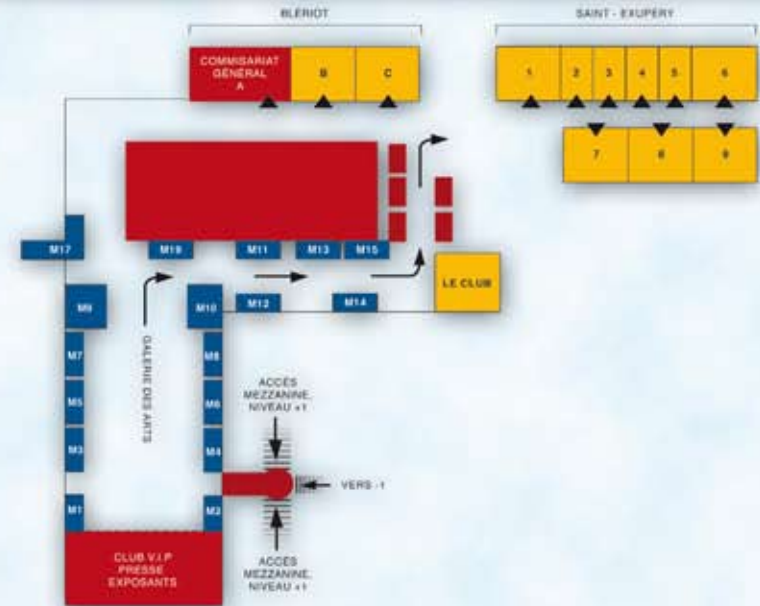 BLÉRIOT
SAINT - EXUPÉRY
COMMISARIAT
GÉNÉRAL
A
B
C
1
2
3
4
5
6
7
8
9
M17
M19
M11
M13
M15
LE CLUB
M9
M10
M12
M14
GALERIE DES ARTS
M7
M8
M5
M6
M3
M4
M1
M2
ACCÈS
MEZZANINE,
NIVEAU +1
VERS -1
ACCÈS
MEZZANINE,
NIVEAU +1
CLUB V.I.P
PRESSE
EXPOSANTS